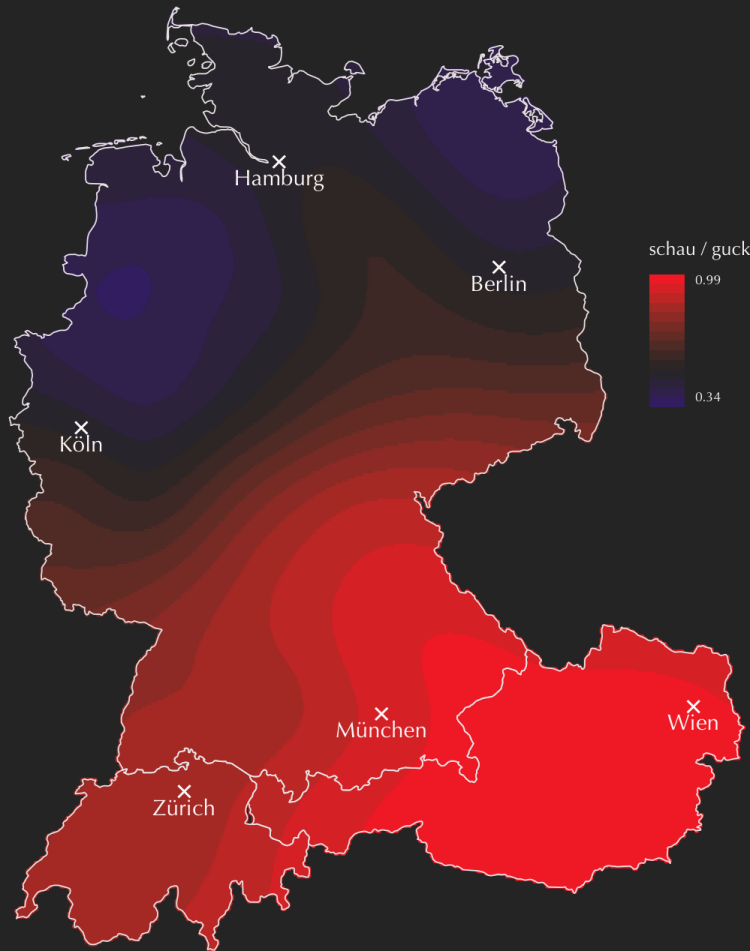 Hamburg
schau / guck
Berlin
0.99
0.34
Köln
München
Wien
Zürich